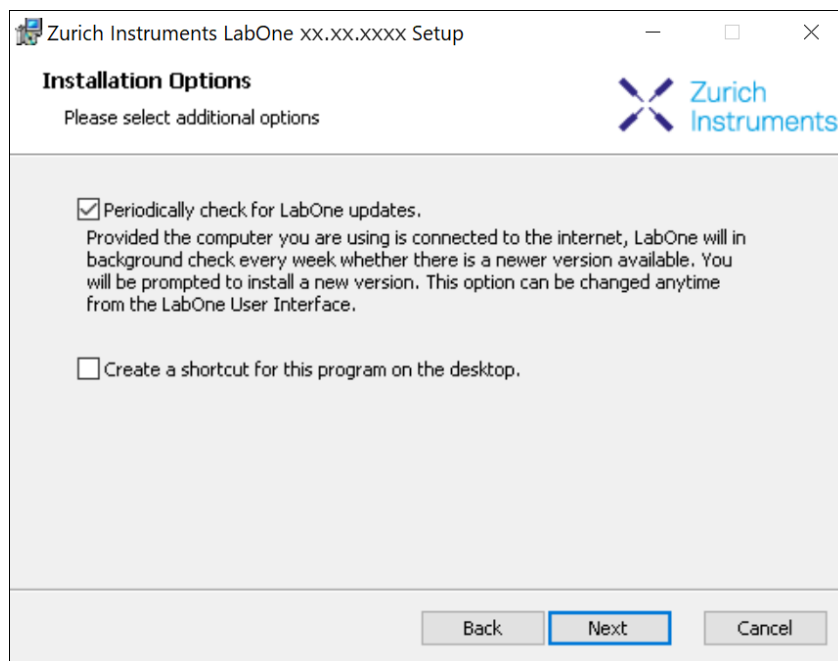 Zurich Instruments LabOne xx.xx.xxxx Setup
Installation Options
Please select additional options
Zurich
Instruments
Periodically check for LabOne updates.
Provided the computer you are using is connected to the internet, LabOne will in
background check every week whether there is a newer version available. You
will be prompted to install a new version. This option can be changed anytime
from the LabOne User Interface.
Create a shortcut for this program on the desktop.
Back
Next
Cancel